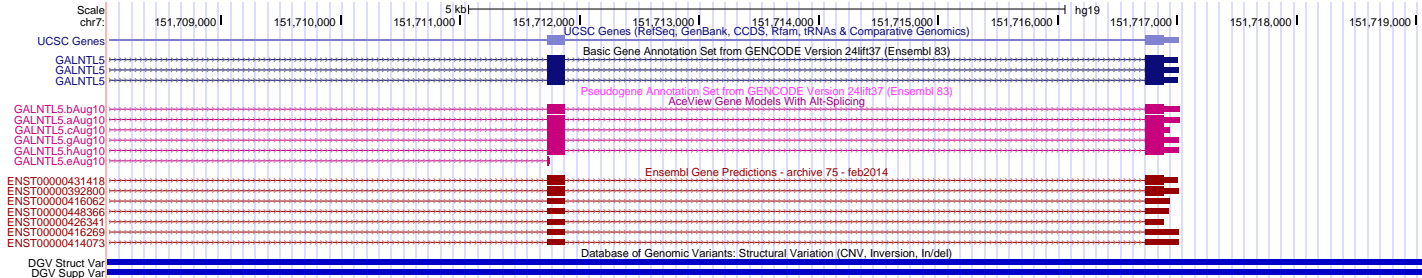 Scale 5 kb hg19
chr7: 151,709,000 151,710,000 151,711,000 151,712,000 151,713,000 151,714,000 151,715,000 151,716,000 151,717,000 151,718,000 151,719,000
UCSC Genes (RefSeq, GenBank, CCDS, Rfam, tRNAs & Comparative Genomics)
UCSC Genes
Basic Gene Annotation Set from GENCODE Version 24lift37 (Ensembl 83)
GALNTL5
GALNTL5
GALNTL5
Pseudogene Annotation Set from GENCODE Version 24lift37 (Ensembl 83)
AceView Gene Models With Alt-Splicing
GALNTL5.bAug10
GALNTL5.aAug10
GALNTL5.cAug10
GALNTL5.gAug10
GALNTL5.hAug10
GALNTL5.eAug10
Ensembl Gene Predictions - archive 75 - feb2014
ENST00000431418
ENST00000392800
ENST00000416062
ENST00000448366
ENST00000426341
ENST00000416269
ENST00000414073
Database of Genomic Variants: Structural Variation (CNV, Inversion, In/del)
DGV Struct Var
DGV Supp Var